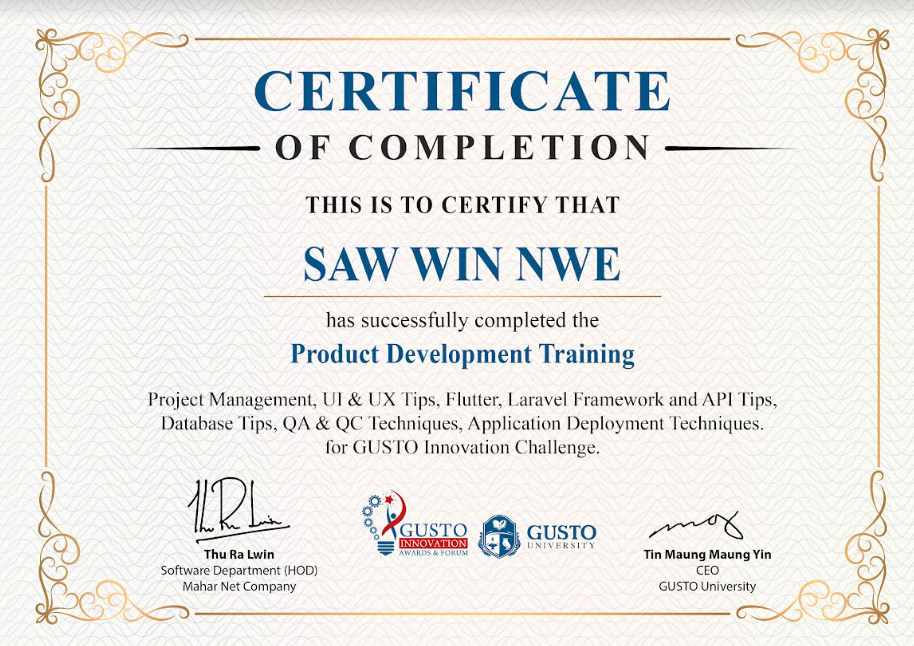 CERTIFICATE
OF COMPLETION
THIS IS TO CERTIFY THAT
SAW WIN NWE
has successfully completed the
Product Development Training
Project Management, UI & UX Tips, Flutter, Laravel Framework and API Tips,
Database Tips, QA & QC Techniques, Application Deployment Techniques.
for GUSTO Innovation Challenge.
Thu Ra Lwin
Thu Ra Lwin
Software Department (HOD)
Mahar Net Company
GUSTO
INNOVATION
AWARDS & FORUM
GUSTO
UNIVERSITY
Tin Maung Maung Yin
CEO
GUSTO University